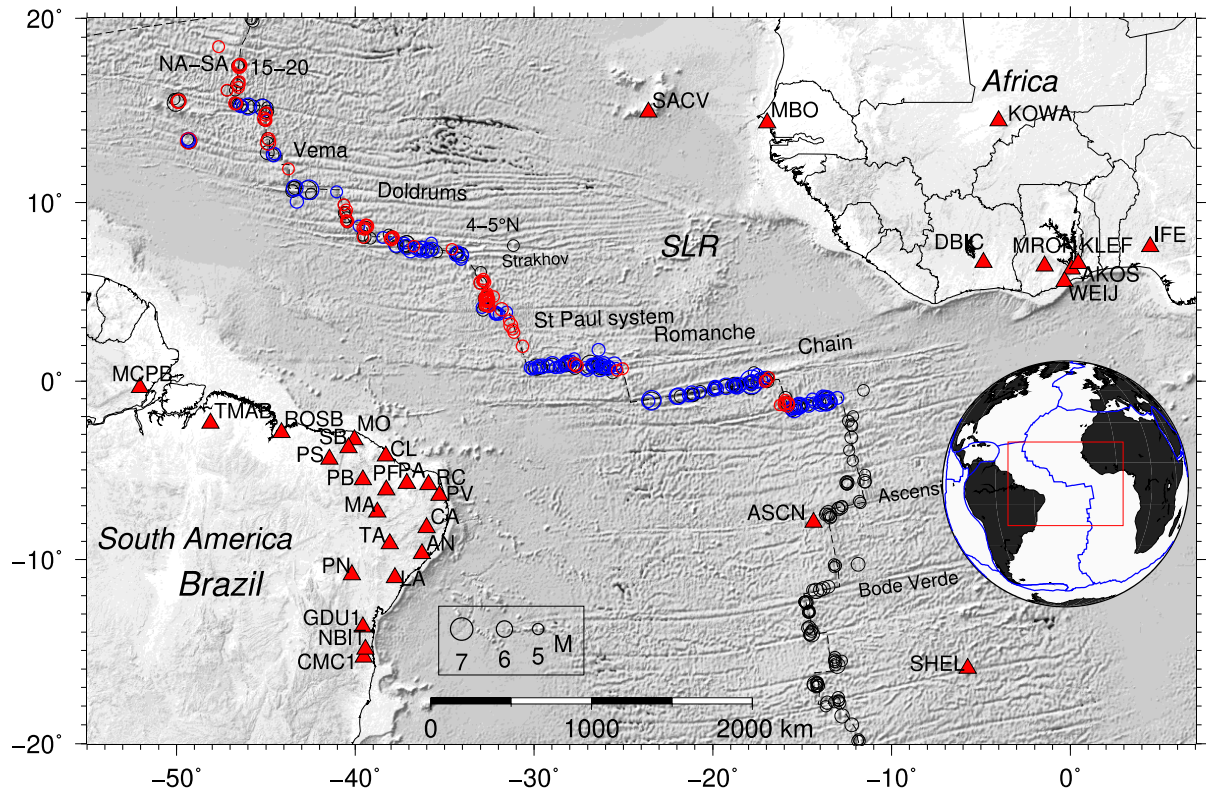 20°
NA−SA
15−20
Africa
SACV
MBO
KOWA
Vema
10°
Doldrums
4−5°N
SLR
DBIC
MRON
KLEF
IFE
Strakhov
AKOS
WEIJ
St Paul system
Romanche
Chain
0°
MCPB
TMAB
ROSB
MO
SB
CL
PS
PB
PF
PA
RC
PV
MA
CA
Ascens
ASCN
TA
AN
South America
−10°
PN
LA
Brazil
Bode Verde
GDU1
NBIT
CMC1
M
7
6
5
SHEL
0
1000
2000 km
−20°
−50°
−40°
−30°
−20°
−10°
0°